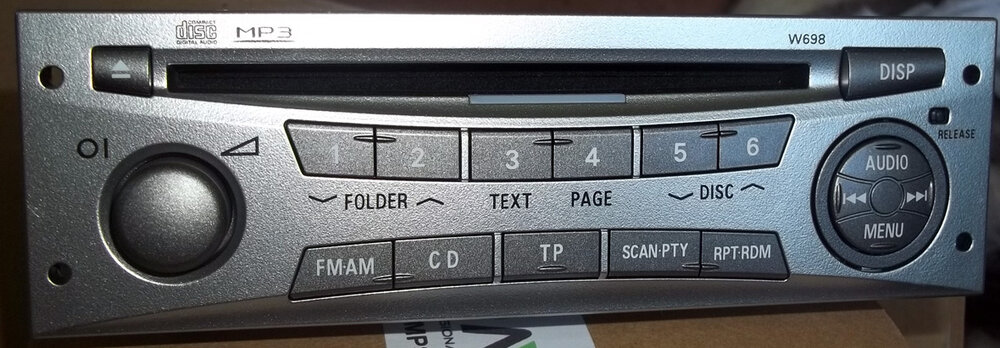 COMPACT
disc
DIGITAL AUDIO
MP3
W698
DISP
RELEASE
1 2 3 4 5 6
FOLDER TEXT PAGE DISC
AUDIO
MENU
FM·AM CD TP SCAN·PTY RPT·RDM